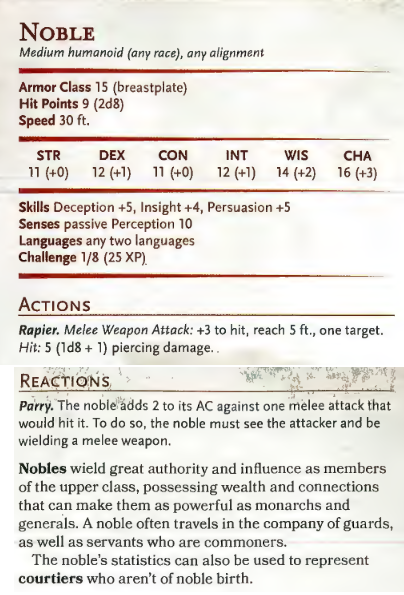 NOBLE
Medium humanoid (any race), any alignment
Armor Class 15 (breastplate)
Hit Points 9 (2d8)
Speed 30 ft.
STR DEX CON INT WIS CHA
11 (+0) 12 (+1) 11 (+0) 12 (+1) 14 (+2) 16 (+3)
Skills Deception +5, Insight +4, Persuasion +5
Senses passive Perception 10
Languages any two languages
Challenge 1/8 (25 XP)
ACTIONS
Rapier. Melee Weapon Attack: +3 to hit, reach 5 ft., one target.
Hit: 5 (1d8 + 1) piercing damage.
REACTIONS
Parry. The noble adds 2 to its AC against one melee attack that
would hit it. To do so, the noble must see the attacker and be
wielding a melee weapon.
Nobles wield great authority and influence as members
of the upper class, possessing wealth and connections
that can make them as powerful as monarchs and
generals. A noble often travels in the company of guards,
as well as servants who are commoners.
The noble's statistics can also be used to represent
courtiers who aren't of noble birth.